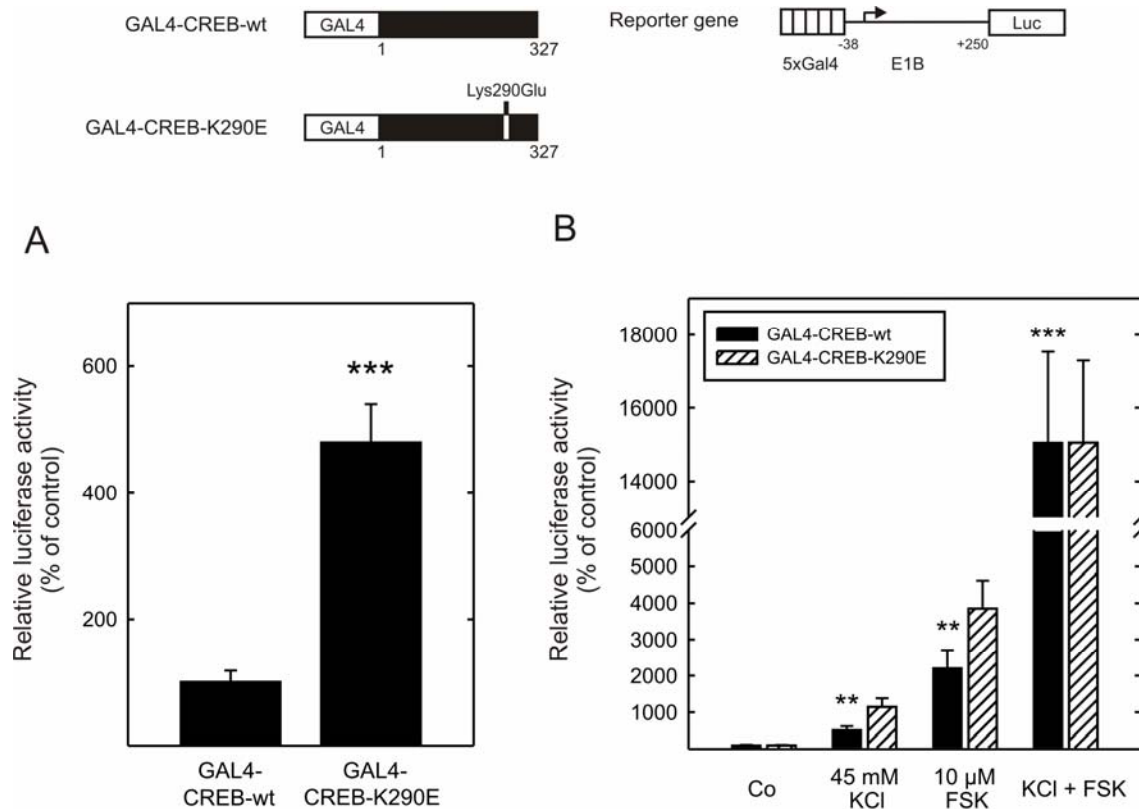 GAL4-CREB-wt
GAL4
1
327
Reporter gene
Luc
-38
+250
5xGal4
E1B
Lys290Glu
GAL4-CREB-K290E
GAL4
1
327
A
Relative luciferase activity
(% of control)
600
400
200
***
GAL4-
CREB-wt
GAL4-
CREB-K290E
B
Relative luciferase activity
(% of control)
18000
16000
14000
6000
5000
4000
3000
2000
1000
GAL4-CREB-wt
GAL4-CREB-K290E
**
**
***
Co
45 mM
KCl
10 µM
FSK
KCl + FSK